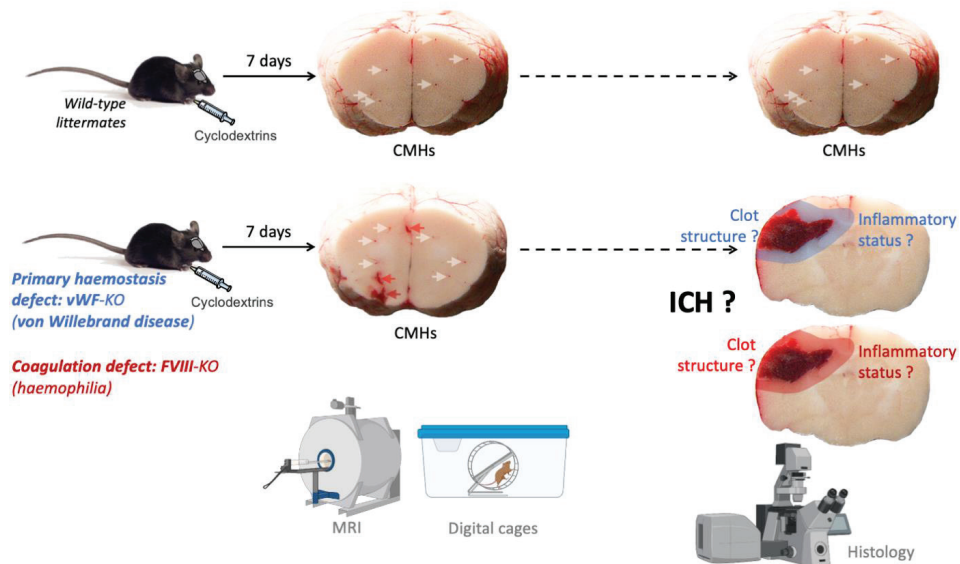 7 days
Wild-type
littermates
Cyclodextrins
CMHs
CMHs
7 days
Primary haemostasis
defect: vWF-KO
(von Willebrand disease)
Cyclodextrins
CMHs
Coagulation defect: FVIII-KO
(haemophilia)
Clot
structure ?
Inflammatory
status ?
ICH ?
Clot
structure ?
Inflammatory
status ?
MRI
Digital cages
Histology